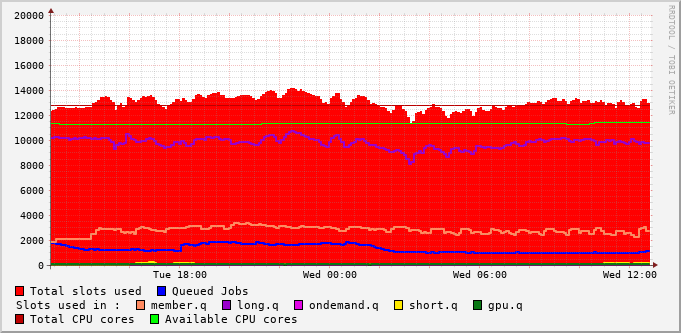 20000
18000
16000
14000
12000
10000
8000
6000
4000
2000
0
Tue 18:00 Wed 00:00 Wed 06:00 Wed 12:00
RRDTOOL / TOBI OETIKER
Total slots used Queued Jobs
Slots used in : member.q long.q ondemand.q short.q gpu.q
Total CPU cores Available CPU cores